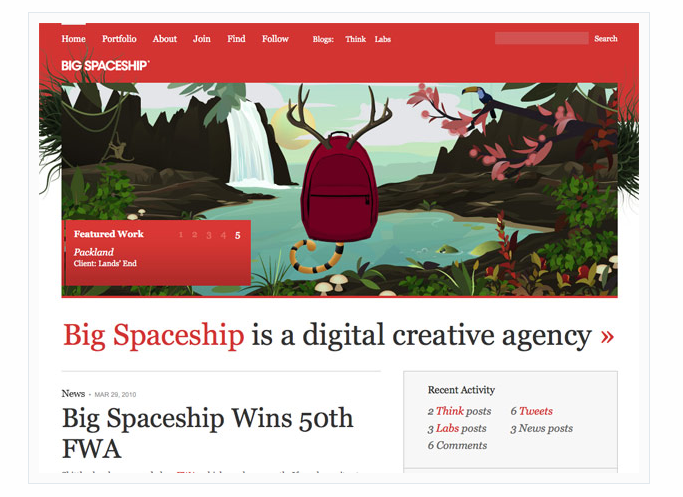 Home Portfolio About Join Find Follow Blogs: Think Labs Search
BIG SPACESHIP
Featured Work 1 2 3 4 5
Packland
Client: Lands' End
Big Spaceship is a digital creative agency »
News • MAR 29, 2010
Big Spaceship Wins 50th
FWA
Recent Activity
2 Think posts 6 Tweets
3 Labs posts 3 News posts
6 Comments